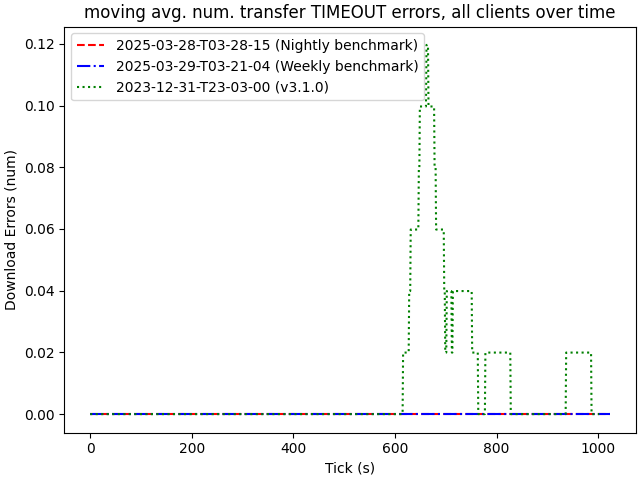 moving avg. num. transfer TIMEOUT errors, all clients over time
2025-03-28-T03-28-15 (Nightly benchmark)
2025-03-29-T03-21-04 (Weekly benchmark)
2023-12-31-T23-03-00 (v3.1.0)
Download Errors (num)
0.12
0.10
0.08
0.06
0.04
0.02
0.00
0 200 400 600 800 1000
Tick (s)